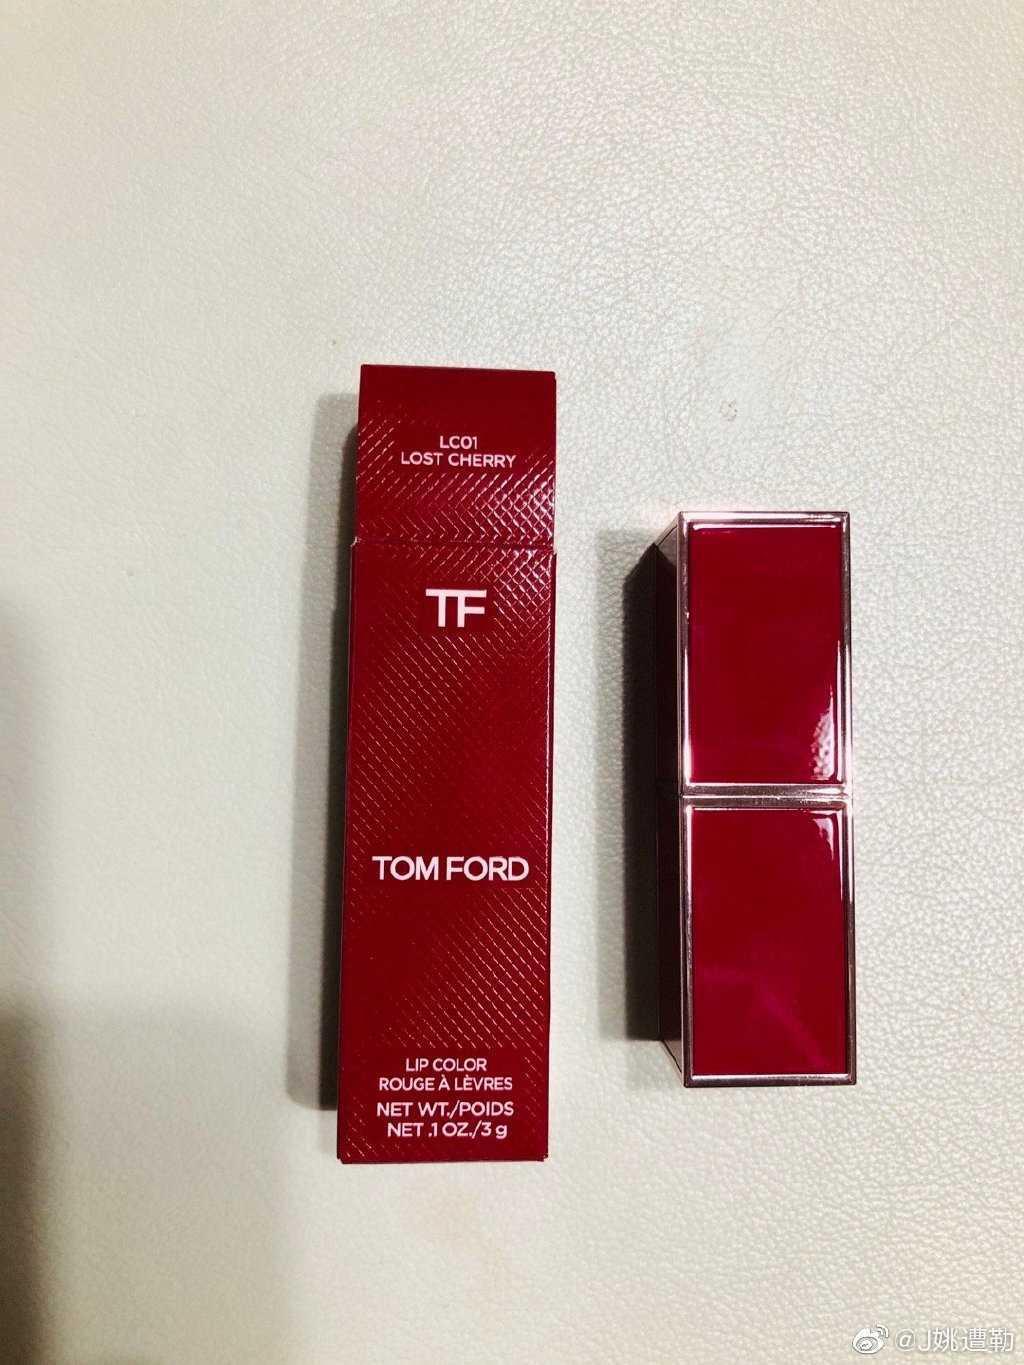 LC01
LOST CHERRY
TF
TOM FORD
LIP COLOR
ROUGE À LÈVRES
NET WT./POIDS
NET .1 OZ./3 g
@J姚遭勒